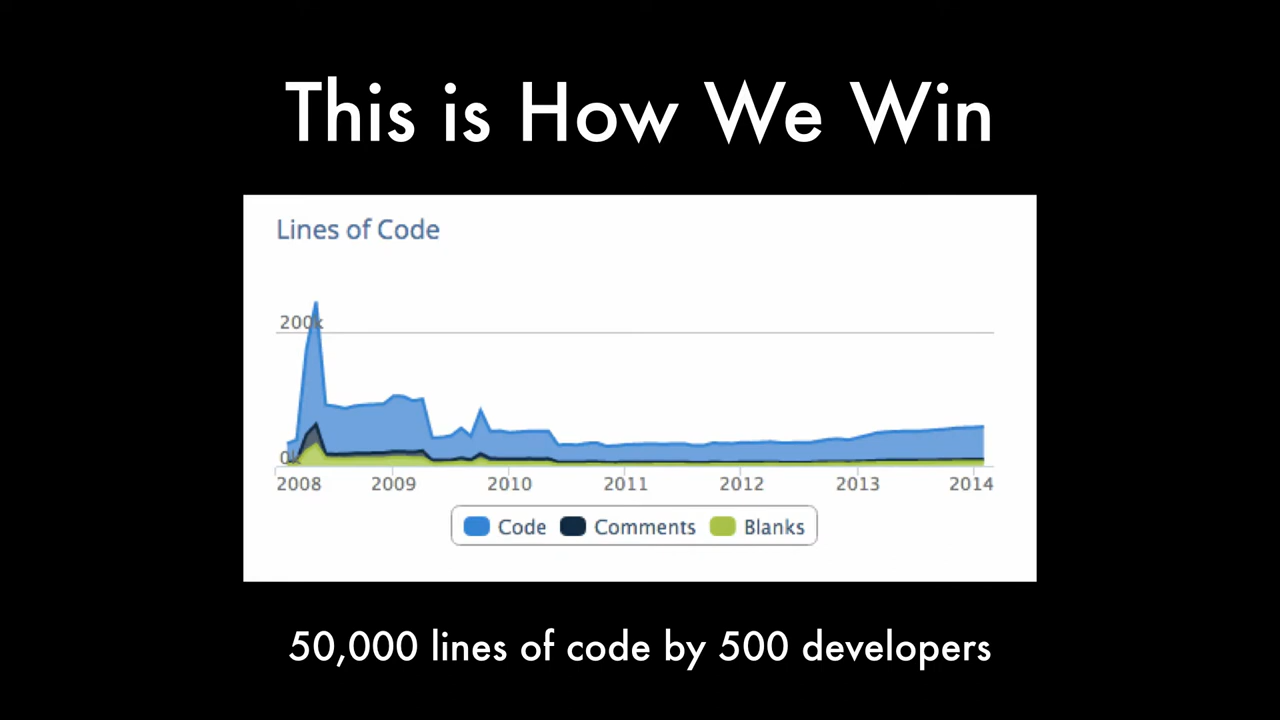 This is How We Win
Lines of Code
200k
0k
2008 2009 2010 2011 2012 2013 2014
Code Comments Blanks
50,000 lines of code by 500 developers